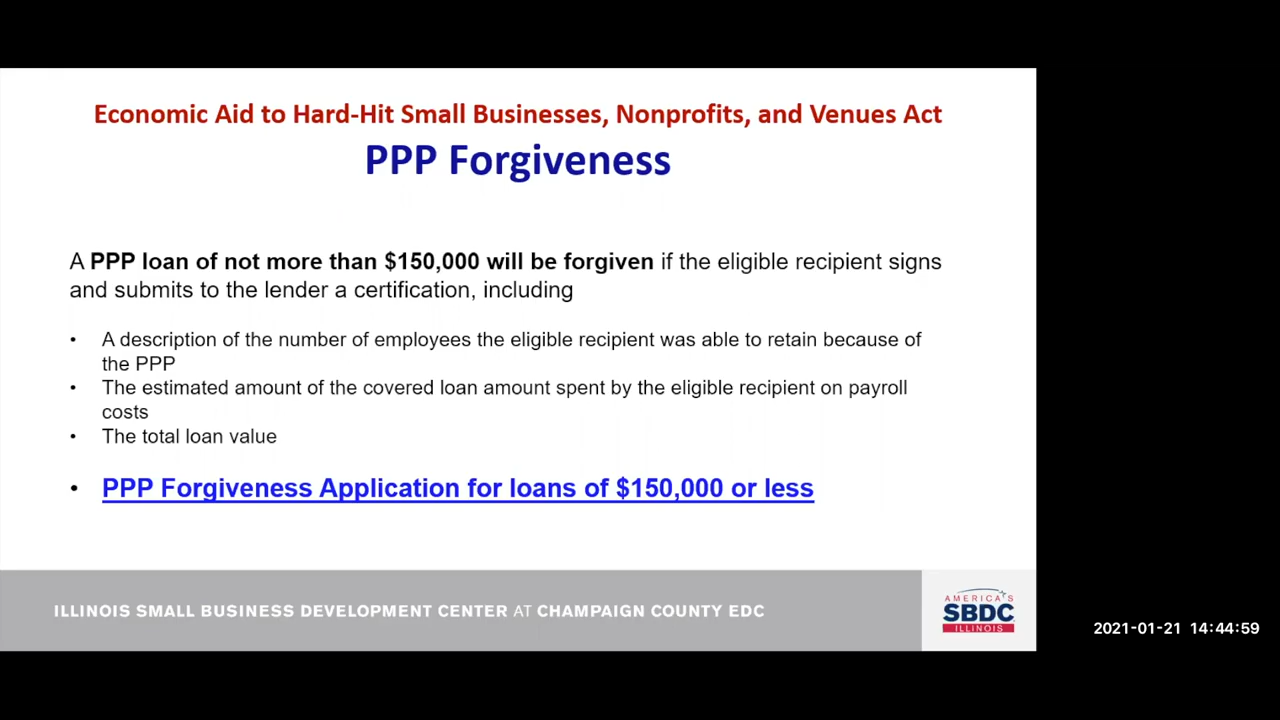 Economic Aid to Hard-Hit Small Businesses, Nonprofits, and Venues Act
PPP Forgiveness
A PPP loan of not more than $150,000 will be forgiven if the eligible recipient signs
and submits to the lender a certification, including
• A description of the number of employees the eligible recipient was able to retain because of
the PPP
• The estimated amount of the covered loan amount spent by the eligible recipient on payroll
costs
• The total loan value
• PPP Forgiveness Application for loans of $150,000 or less
ILLINOIS SMALL BUSINESS DEVELOPMENT CENTER AT CHAMPAIGN COUNTY EDC
AMERICA'S
SBDC
ILLINOIS
2021-01-21 14:44:59